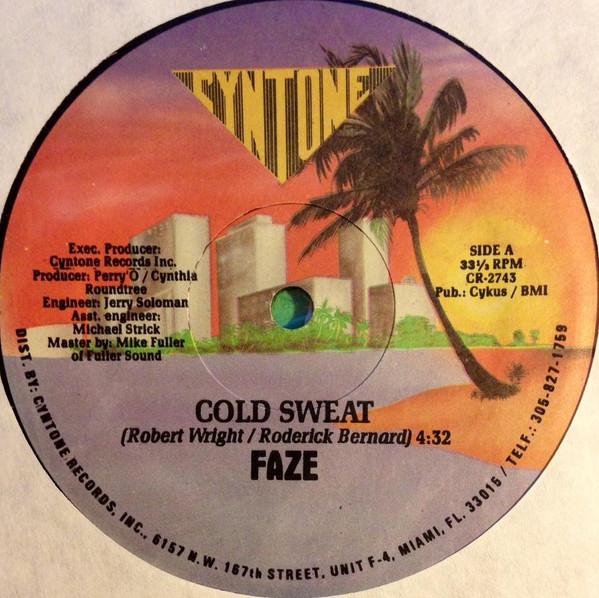 CYNTONE
Exec. Producer:
Cyntone Records Inc.
Producer: Perry O / Cynthia
Roundtree
Engineer: Jerry Soloman
Asst. engineer:
Michael Strick
Master by: Mike Fuller
of Fuller Sound
SIDE A
33⅓ RPM
CR-2743
Pub.: Cykus / BMI
COLD SWEAT
(Robert Wright / Roderick Bernard) 4:32
FAZE
DIST. BY: CYNTONE RECORDS, INC., 6157 N.W. 167th STREET, UNIT F-4, MIAMI, FL. 33015 / TELF.: 305-827-1759